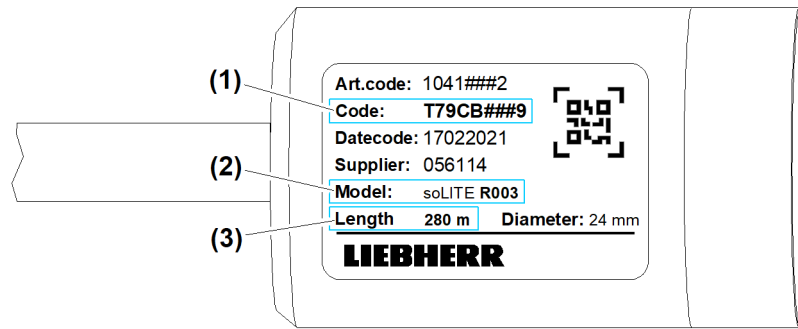 (1)
(2)
(3)
Art.code: 1041###2
Code: T79CB###9
Datecode: 17022021
Supplier: 056114
Model: soLITE R003
Length 280 m Diameter: 24 mm
LIEBHERR